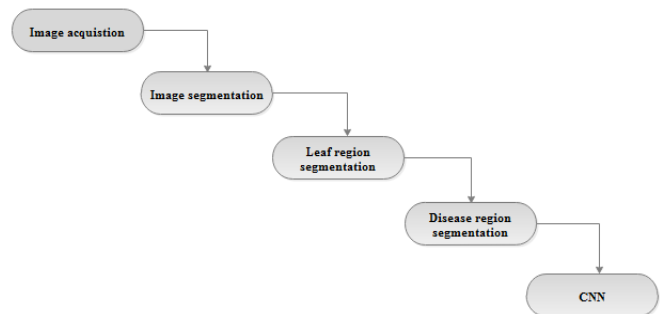 Image acquistion
Image segmentation
Leaf region
segmentation
Disease region
segmentation
CNN